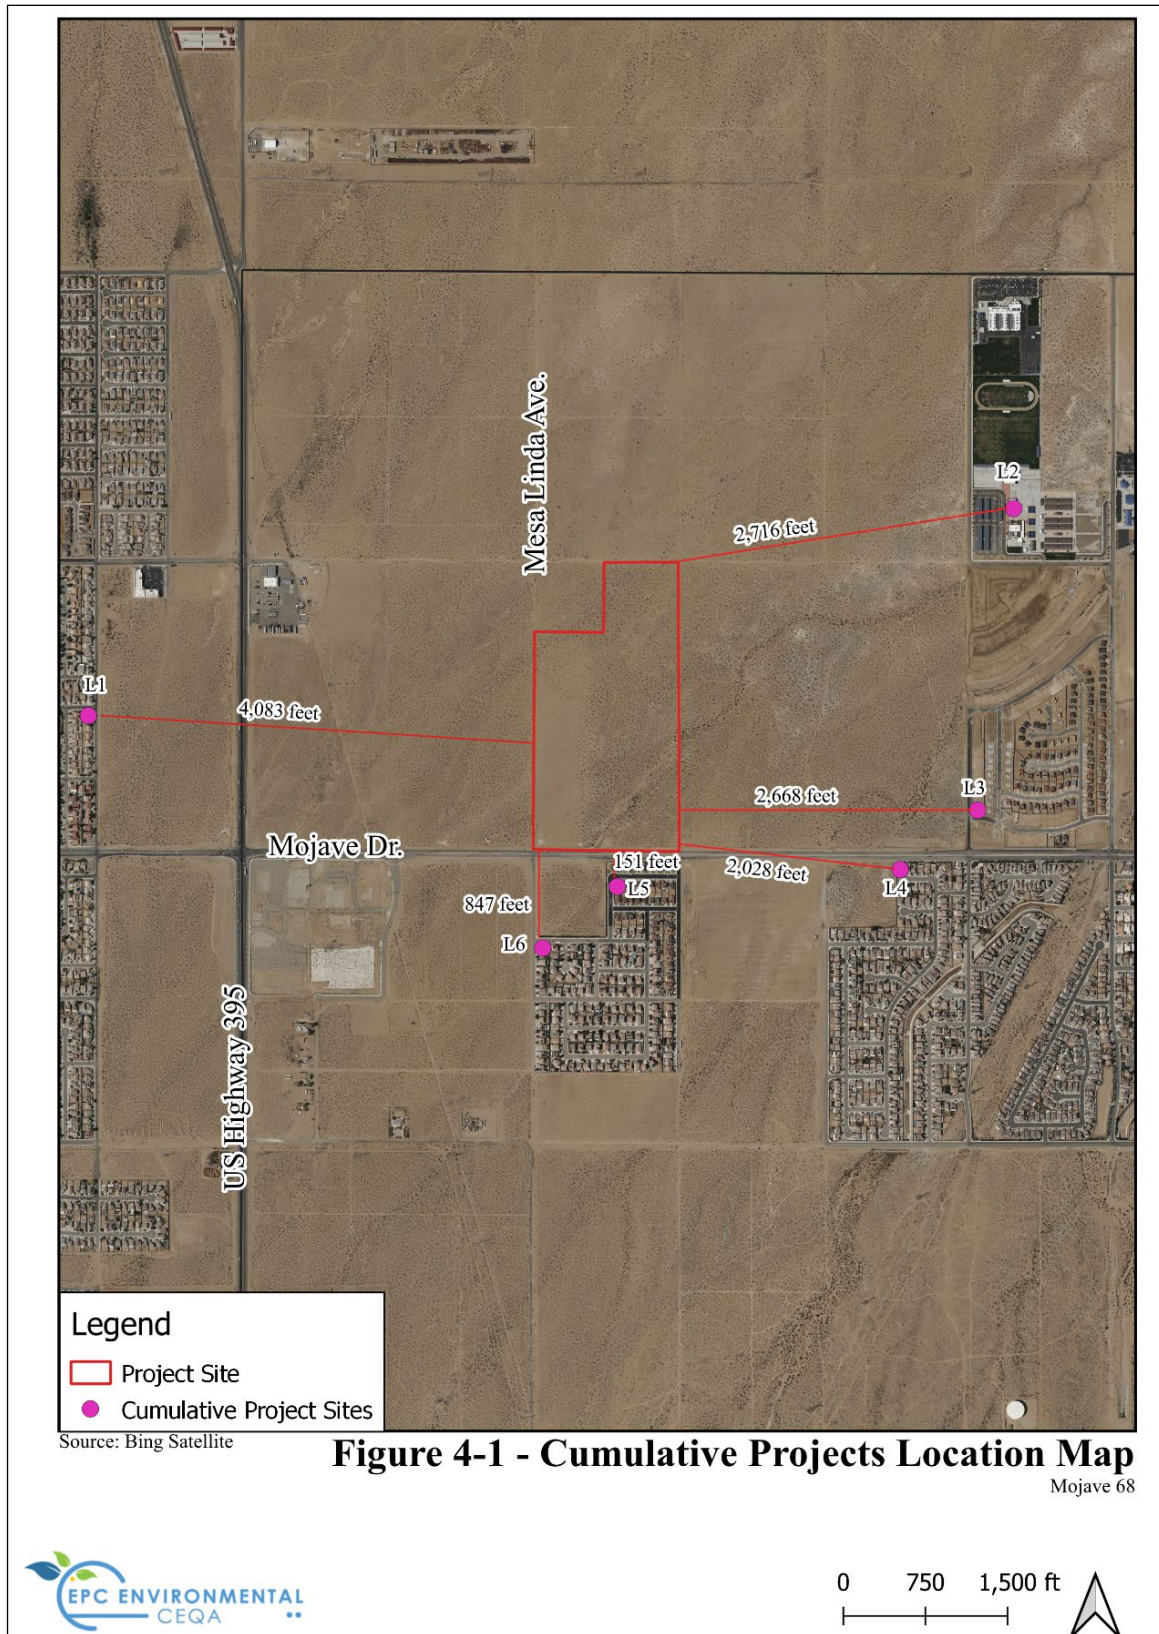 Mesa Linda Ave.
L2
2,716 feet
L1
4,083 feet
L3
2,668 feet
Mojave Dr.
151 feet
2,028 feet
L4
L5
847 feet
L6
US Highway 395
Legend
Project Site
Cumulative Project Sites
Source: Bing Satellite
Figure 4-1 - Cumulative Projects Location Map
Mojave 68
EPC ENVIRONMENTAL
CEQA
0 750 1,500 ft